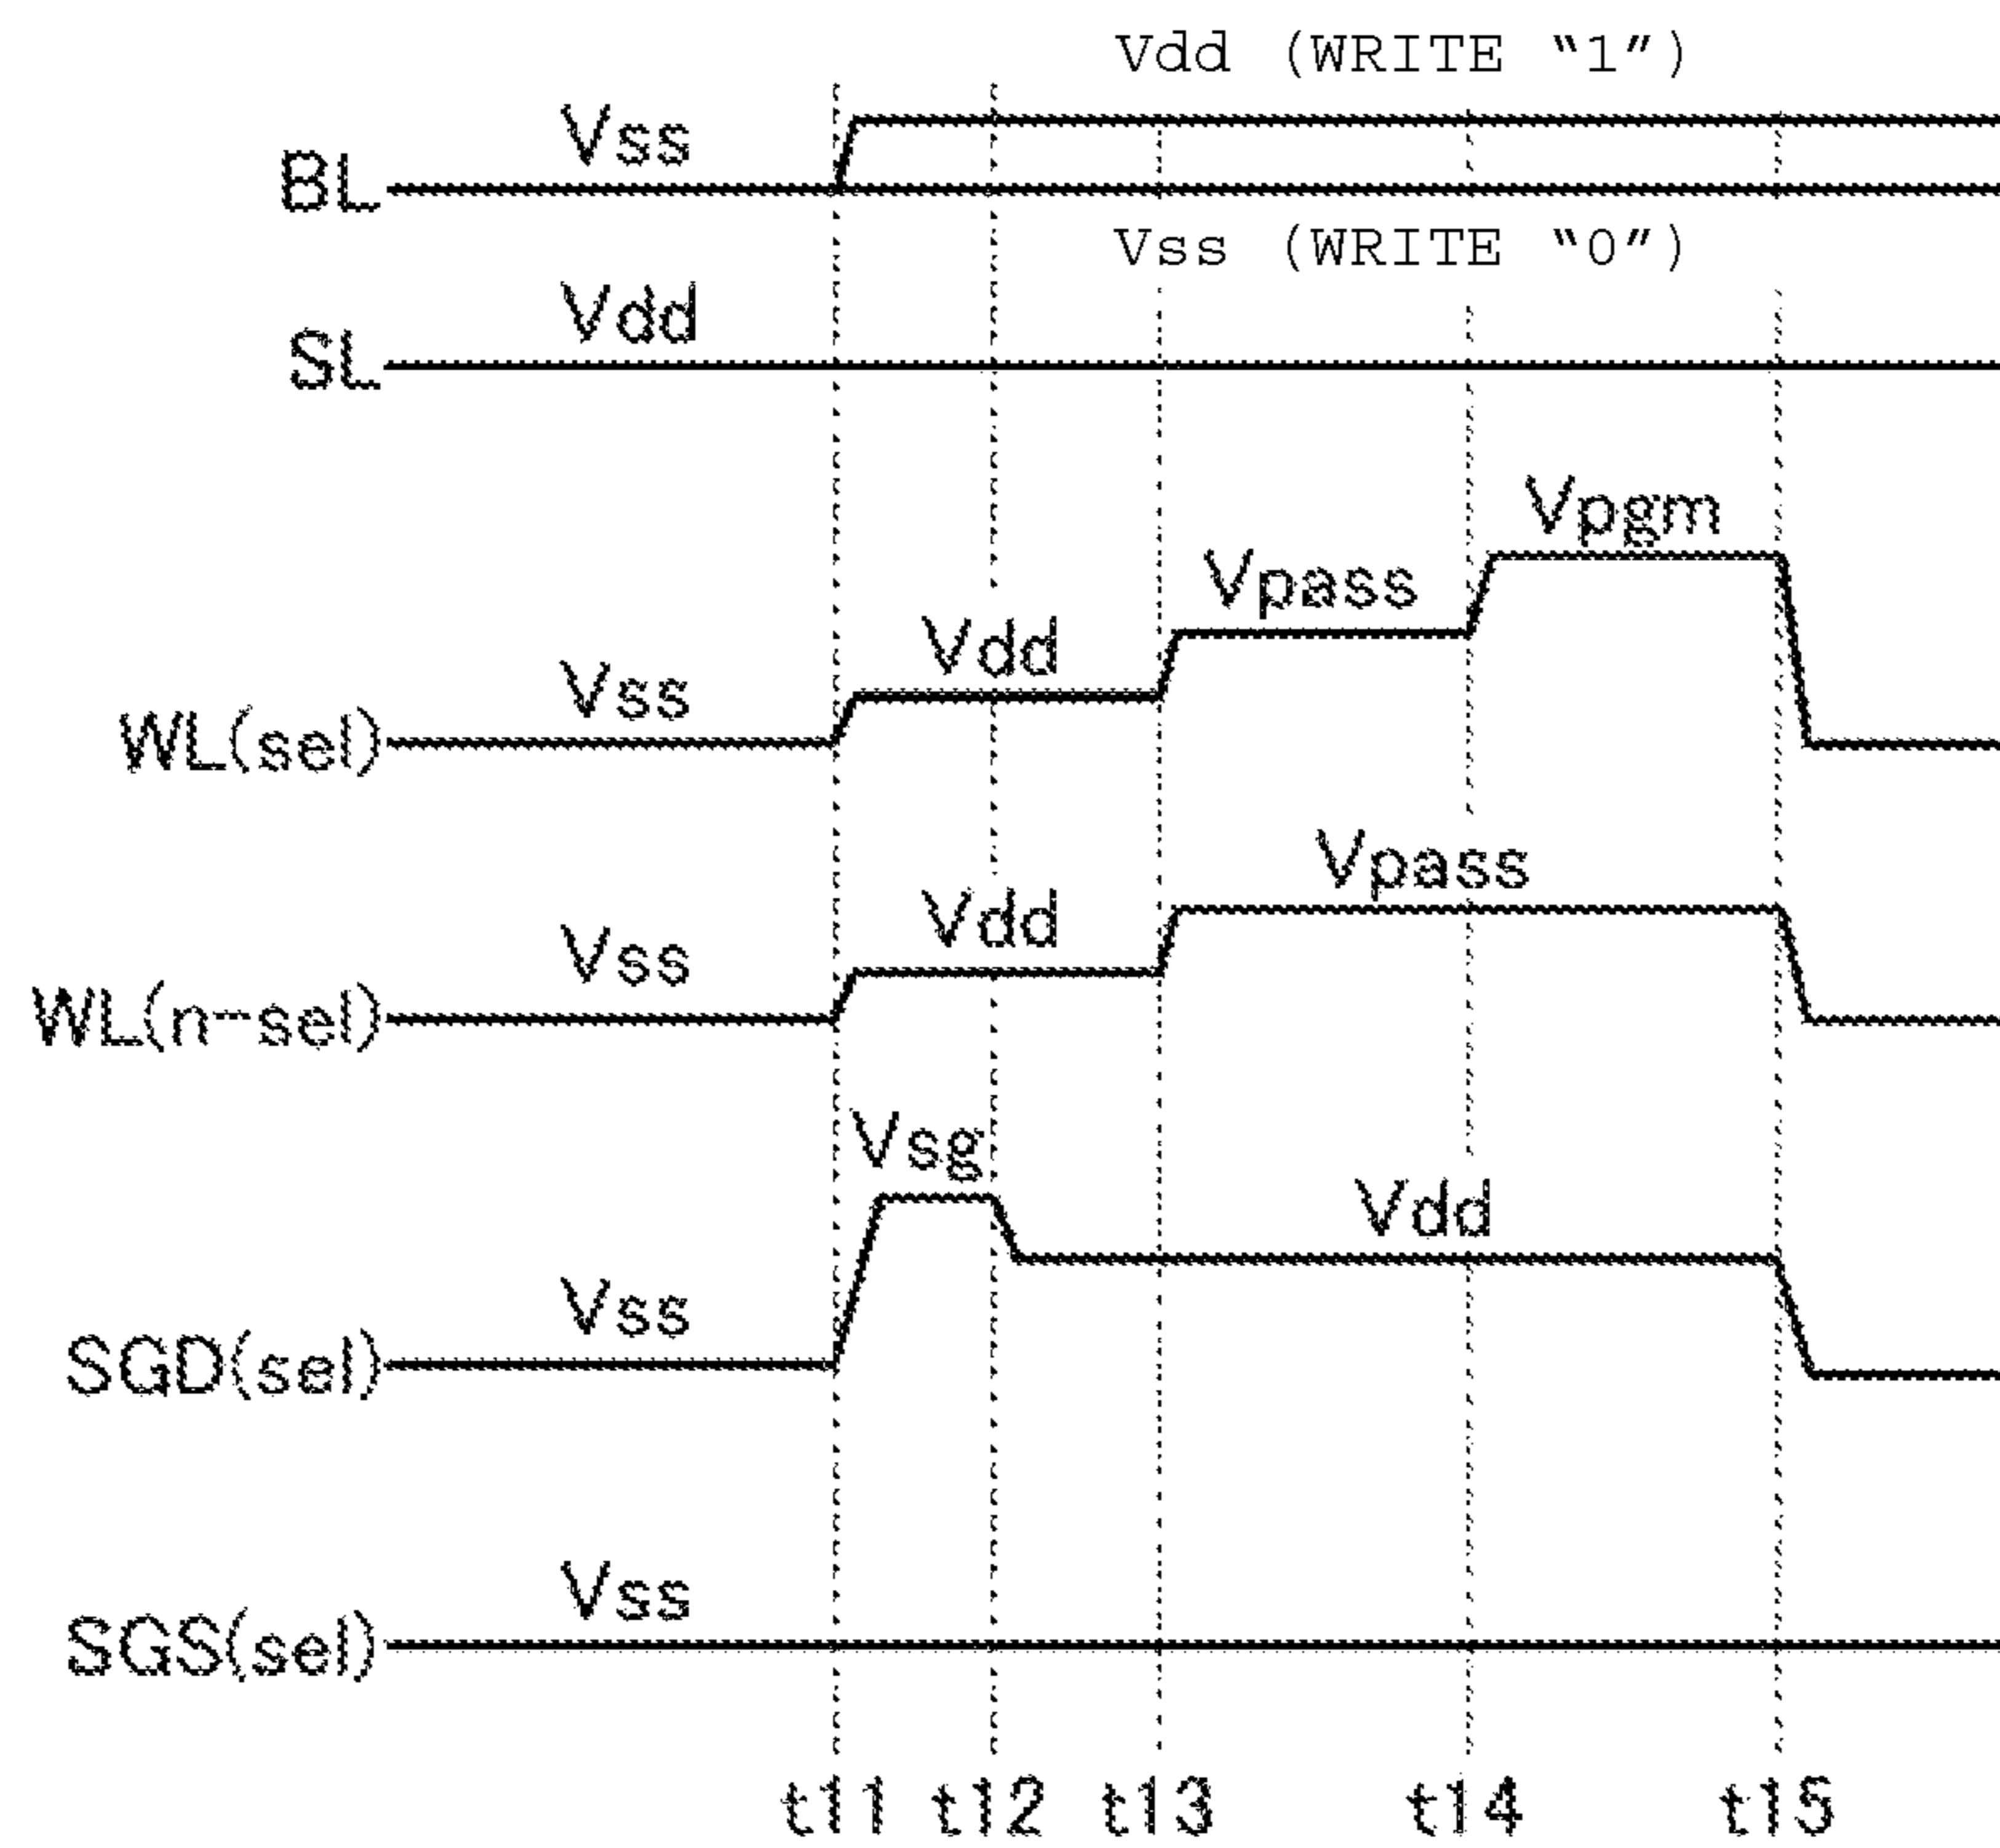 Vdd (WRITE “1”)
Vss
BL
Vss (WRITE “0”)
Vdd
SL
Vpgm
Vpass
Vdd
Vss
WL(sel)
Vpass
Vdd
Vss
WL(n-sel)
Vsg
Vdd
Vss
SGD(sel)
Vss
SGS(sel)
t11 t12 t13 t14 t15